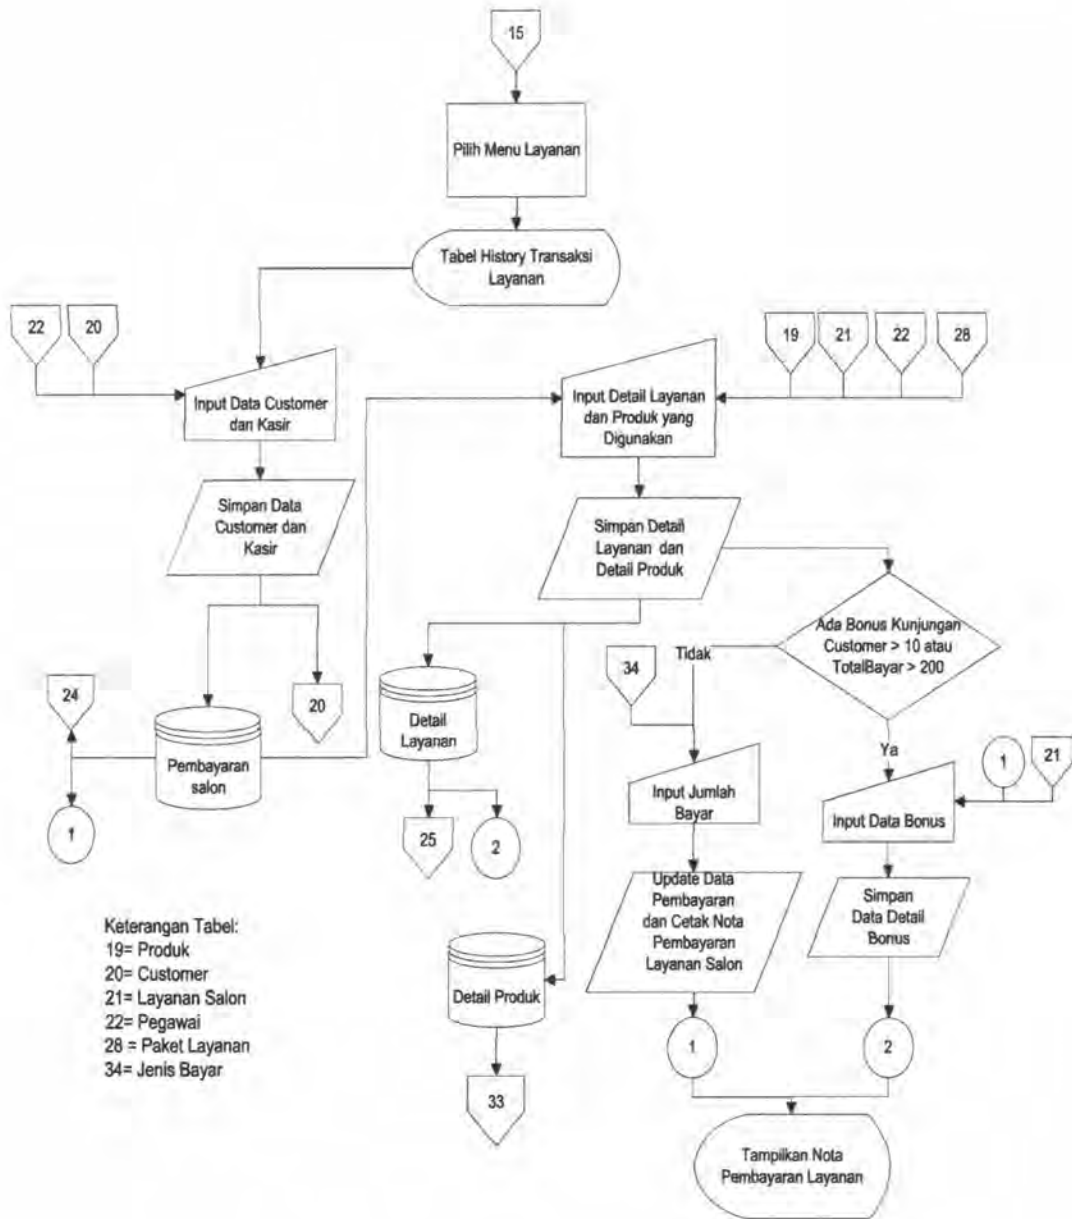 15
Pilih Menu Layanan
Tabel History Transaksi
Layanan
22
20
Input Data Customer
dan Kasir
Simpan Data
Customer dan
Kasir
24
Pembayaran
salon
20
1
19
21
22
28
Input Detail Layanan
dan Produk yang
Digunakan
Simpan Detail
Layanan dan
Detail Produk
Detail
Layanan
25
2
Detail Produk
33
Ada Bonus Kunjungan
Customer > 10 atau
TotalBayar > 200
Tidak
34
Input Jumlah
Bayar
Update Data
Pembayaran
dan Cetak Nota
Pembayaran
Layanan Salon
1
Ya
1
21
Input Data Bonus
Simpan
Data Detail
Bonus
2
Tampilkan Nota
Pembayaran Layanan
Keterangan Tabel:
19= Produk
20= Customer
21= Layanan Salon
22= Pegawai
28 = Paket Layanan
34= Jenis Bayar